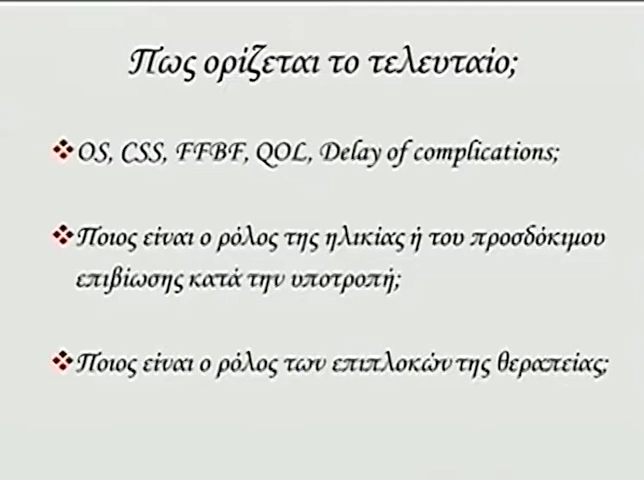 Πως ορίζεται το τελευταίο;
❖OS, CSS, FFBF, QOL, Delay of complications;
❖Ποιος είναι ο ρόλος της ηλικίας ή του προσδόκιμου
επιβίωσης κατά την υποτροπή;
❖Ποιος είναι ο ρόλος των επιπλοκών της θεραπείας;